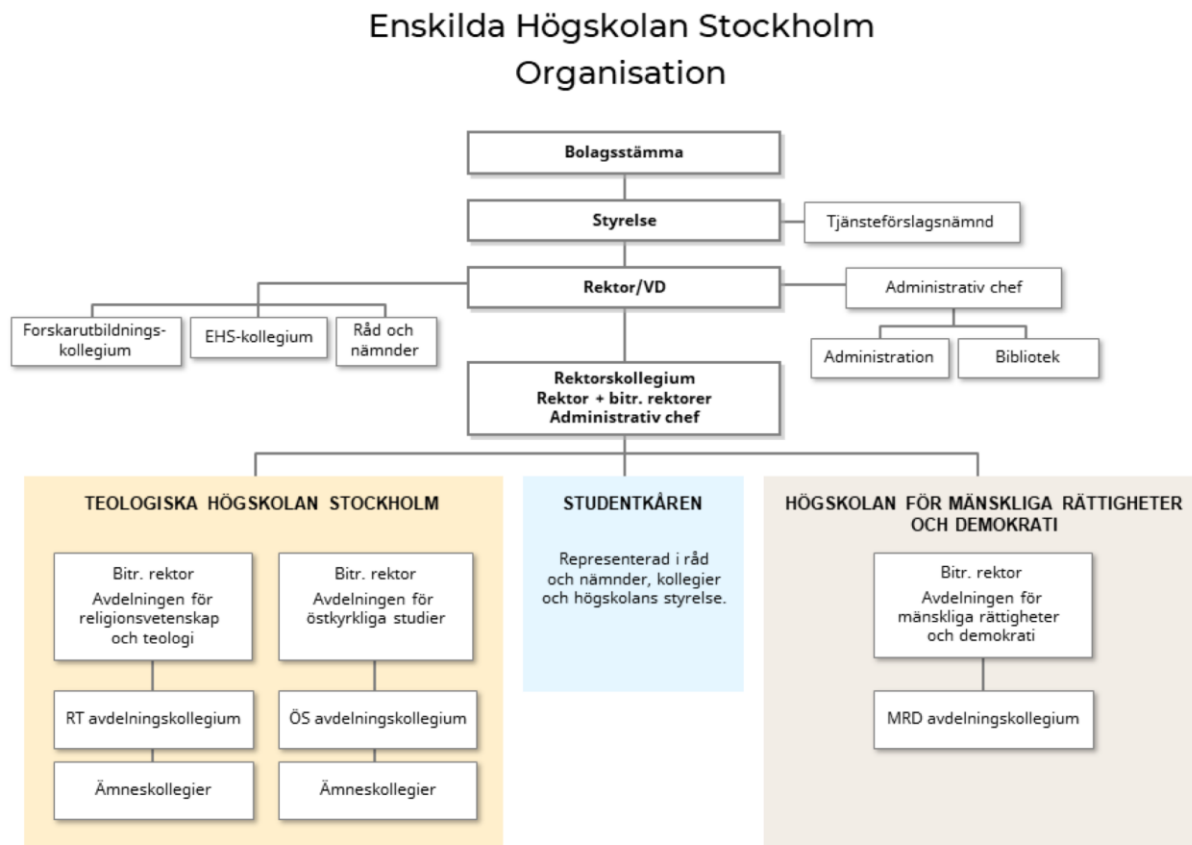 Enskilda Högskolan Stockholm
Organisation
Bolagsstämma
Styrelse
Tjänsteförslagsnämnd
Rektor/VD
Administrativ chef
Forskarutbildnings-
kollegium
EHS-kollegium
Råd och
nämnder
Administration
Bibliotek
Rektorskollegium
Rektor + bitr. rektorer
Administrativ chef
TEOLOGISKA HÖGSKOLAN STOCKHOLM
Bitr. rektor
Avdelningen för
religionsvetenskap
och teologi
RT avdelningskollegium
Ämneskollegier
Bitr. rektor
Avdelningen för
östkyrkliga studier
ÖS avdelningskollegium
Ämneskollegier
STUDENTKÅREN
Representerad i råd
och nämnder, kollegier
och högskolans styrelse.
HÖGSKOLAN FÖR MÄNSKLIGA RÄTTIGHETER
OCH DEMOKRATI
Bitr. rektor
Avdelningen för
mänskliga rättigheter
och demokrati
MRD avdelningskollegium